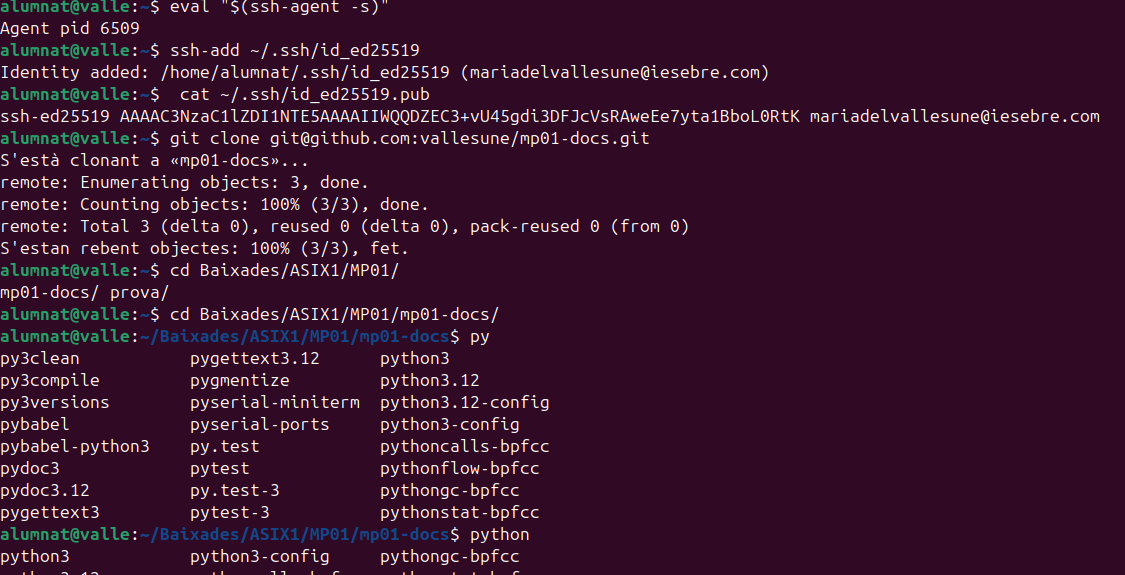 alumnat@valle:~$ eval "$(ssh-agent -s)"
Agent pid 6509
alumnat@valle:~$ ssh-add ~/.ssh/id_ed25519
Identity added: /home/alumnat/.ssh/id_ed25519 (mariadelvallesune@iesebre.com)
alumnat@valle:~$  cat ~/.ssh/id_ed25519.pub
ssh-ed25519 AAAAC3NzaC1lZDI1NTE5AAAAIIWQQDZEC3+vU45gdi3DFJcVsRAweEe7yta1BboL0RtK mariadelvallesune@iesebre.com
alumnat@valle:~$ git clone git@github.com:vallesune/mp01-docs.git
S'està clonant a «mp01-docs»...
remote: Enumerating objects: 3, done.
remote: Counting objects: 100% (3/3), done.
remote: Total 3 (delta 0), reused 0 (delta 0), pack-reused 0 (from 0)
S'estan rebent objectes: 100% (3/3), fet.
alumnat@valle:~$ cd Baixades/ASIX1/MP01/
mp01-docs/ prova/
alumnat@valle:~$ cd Baixades/ASIX1/MP01/mp01-docs/
alumnat@valle:~/Baixades/ASIX1/MP01/mp01-docs$ py
py3clean           pygettext3.12      python3
py3compile         pygmentize         python3.12
py3versions        pyserial-miniterm  python3.12-config
pybabel            pyserial-ports     python3-config
pybabel-python3    py.test            pythoncalls-bpfcc
pydoc3             pytest             pythonflow-bpfcc
pydoc3.12          py.test-3          pythongc-bpfcc
pygettext3         pytest-3           pythonstat-bpfcc
alumnat@valle:~/Baixades/ASIX1/MP01/mp01-docs$ python
python3            python3-config     pythongc-bpfcc